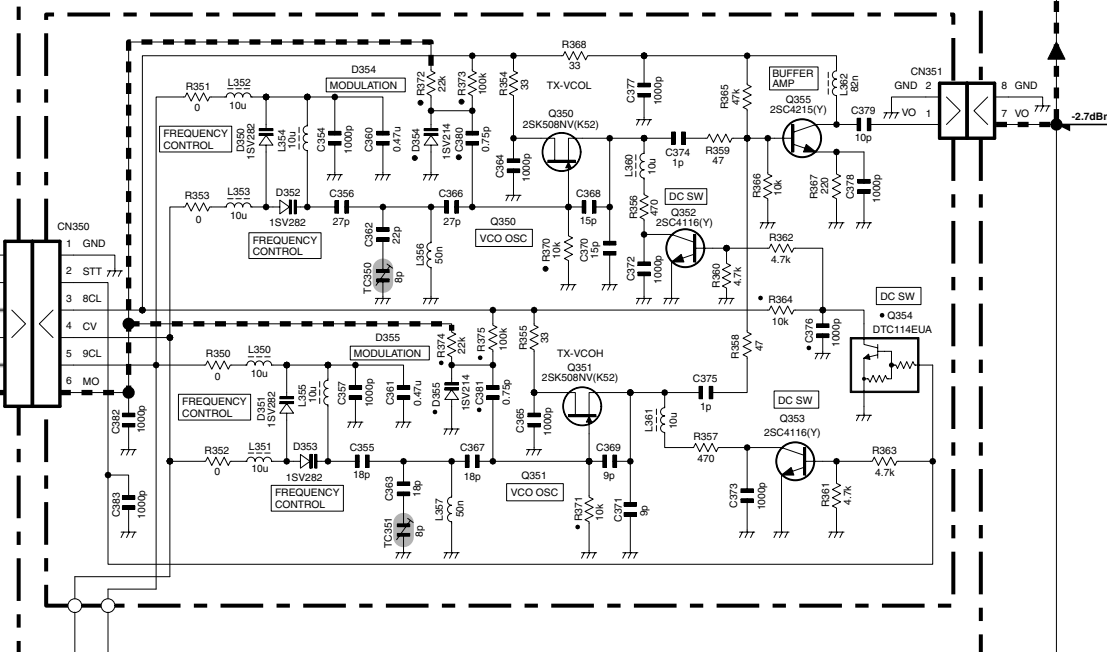 R368
33
D354
MODULATION
R372
22k
R373
100k
R354
33
TX-VCOL
C377
1000p
R365
47k
BUFFER
AMP
L362
82n
CN351
GND 2
8 GND
R351
0
L352
10u
Q355
2SC4215(Y)
C379
10p
VO 1
7 VO
-2.7dBm
FREQUENCY
CONTROL
D350
1SV282
L354
10u
C354
1000p
C360
0.47u
D354
1SV214
C380
0.75p
Q350
2SK508NV(K52)
C364
1000p
C374
1p
R359
47
L360
10u
R366
10k
R367
220
C378
1000p
R353
0
L353
10u
D352
1SV282
C356
27p
C366
27p
C368
15p
R356
470
DC SW
Q352
2SC4116(Y)
CN350
FREQUENCY
CONTROL
C362
22p
L356
50n
Q350
VCO OSC
R370
10k
C370
15p
C372
1000p
R360
4.7k
R362
4.7k
TC350
8p
1 GND
2 STT
3 8CL
4 CV
5 9CL
6 MO
R364
10k
DC SW
Q354
DTC114EUA
C376
1000p
D355
MODULATION
R374
22k
R375
100k
R355
33
TX-VCOH
Q351
2SK508NV(K52)
R358
47
R350
0
L350
10u
FREQUENCY
CONTROL
D351
1SV282
L355
10u
C357
1000p
C361
0.47u
D355
1SV214
C381
0.75p
C365
1000p
C375
1p
L361
10u
DC SW
Q353
2SC4116(Y)
C382
1000p
R352
0
L351
10u
D353
1SV282
C355
18p
C367
18p
C369
9p
R357
470
R363
4.7k
FREQUENCY
CONTROL
C363
18p
L357
50n
Q351
VCO OSC
R371
10k
C371
9p
C373
1000p
R361
4.7k
C383
1000p
TC351
8p